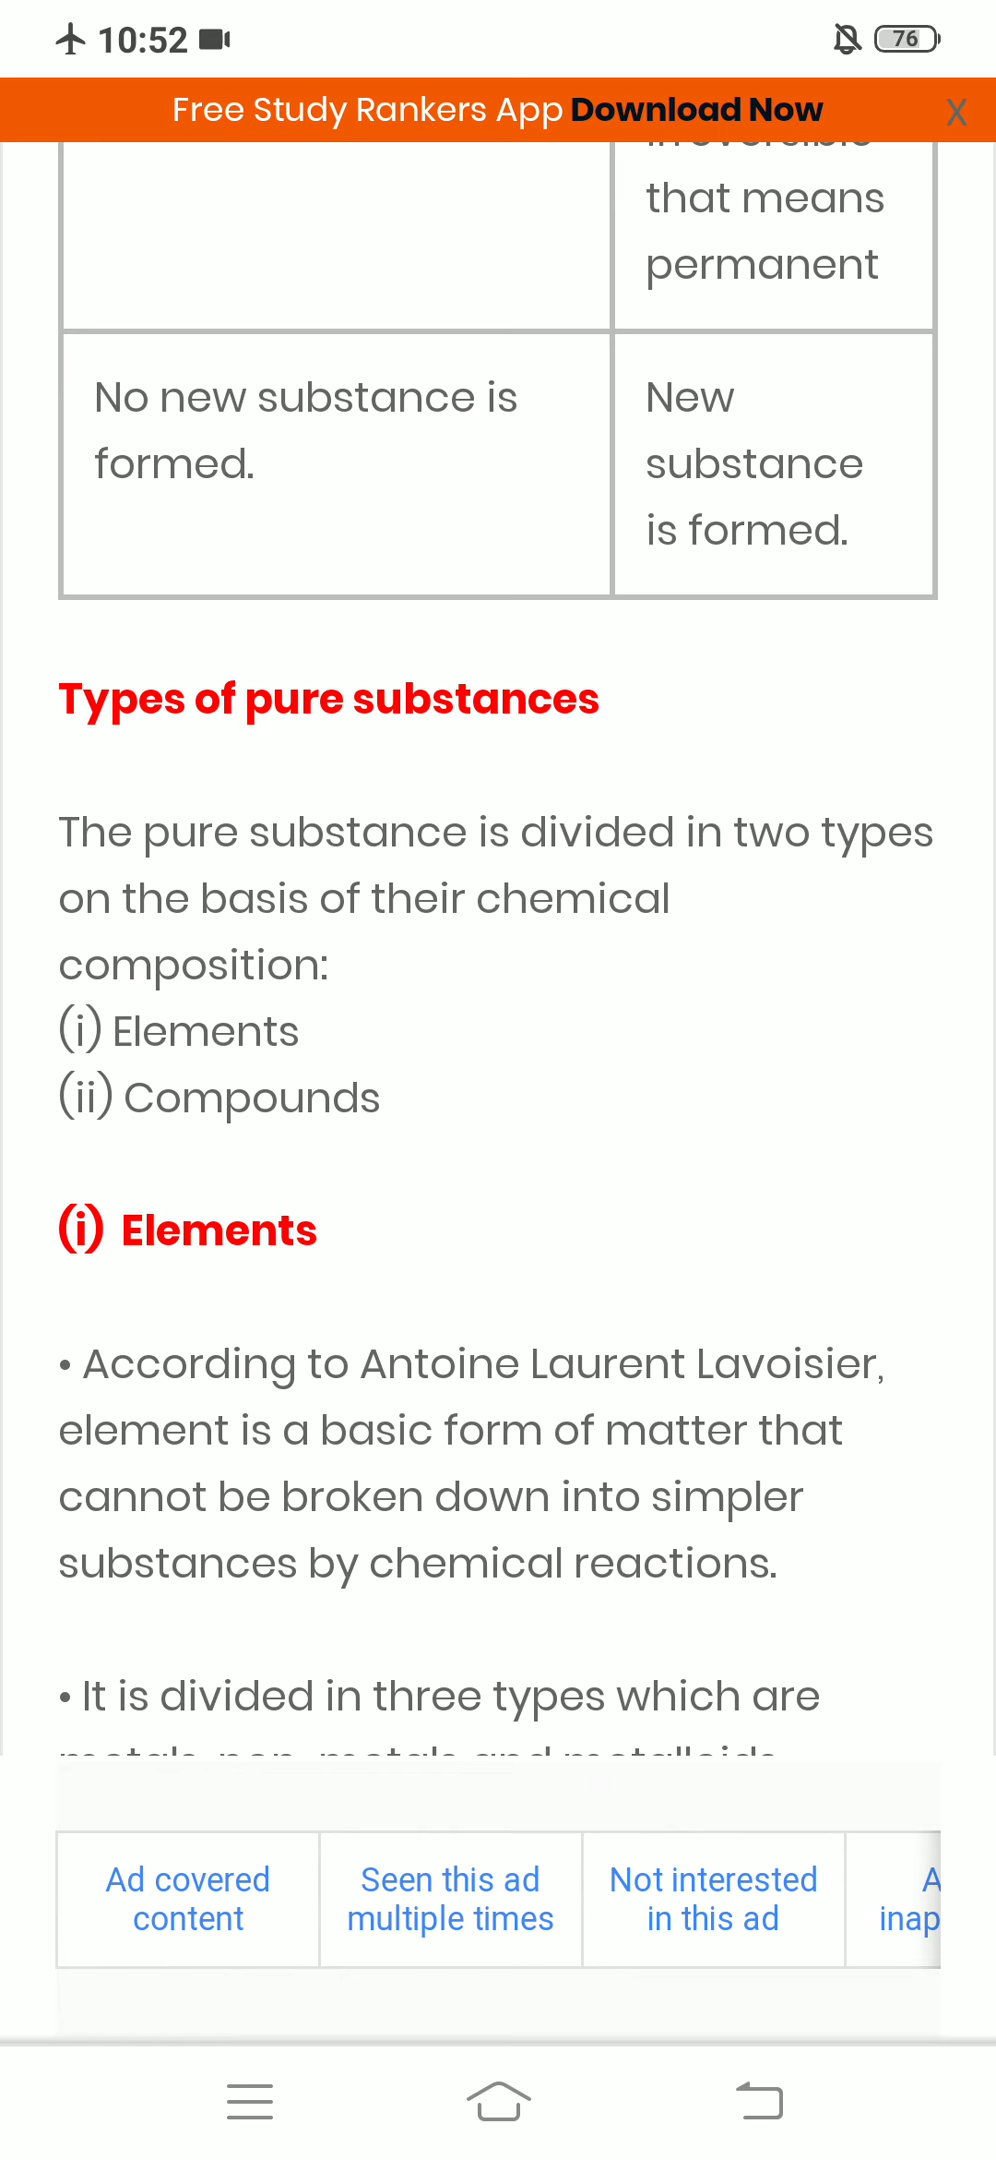 10:52
76
Free Study Rankers App Download Now X
that means
permanent
No new substance is
formed.
New
substance
is formed.
Types of pure substances
The pure substance is divided in two types
on the basis of their chemical
composition:
(i) Elements
(ii) Compounds
(i) Elements
• According to Antoine Laurent Lavoisier,
element is a basic form of matter that
cannot be broken down into simpler
substances by chemical reactions.
• It is divided in three types which are
Ad covered
content
Seen this ad
multiple times
Not interested
in this ad
A
inap